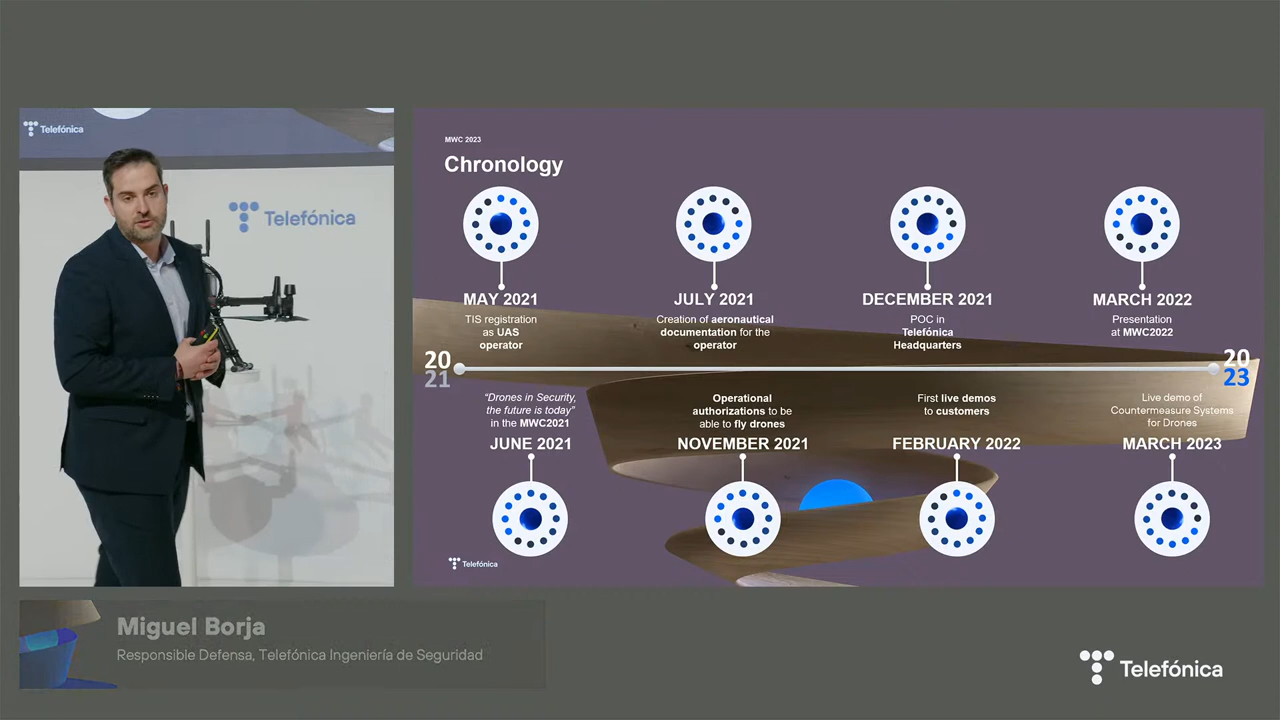 Telefónica
Telefónica
MWC 2023
Chronology
MAY 2021
TIS registration
as UAS
operator
JULY 2021
Creation of aeronautical
documentation for the
operator
DECEMBER 2021
POC in
Telefónica
Headquarters
MARCH 2022
Presentation
at MWC2022
20
21
20
23
“Drones in Security,
the future is today”
in the MWC2021
JUNE 2021
Operational
authorizations to be
able to fly drones
NOVEMBER 2021
First live demos
to customers
FEBRUARY 2022
Live demo of
Countermeasure Systems
for Drones
MARCH 2023
Telefónica
Miguel Borja
Responsible Defensa, Telefónica Ingeniería de Seguridad
Telefónica